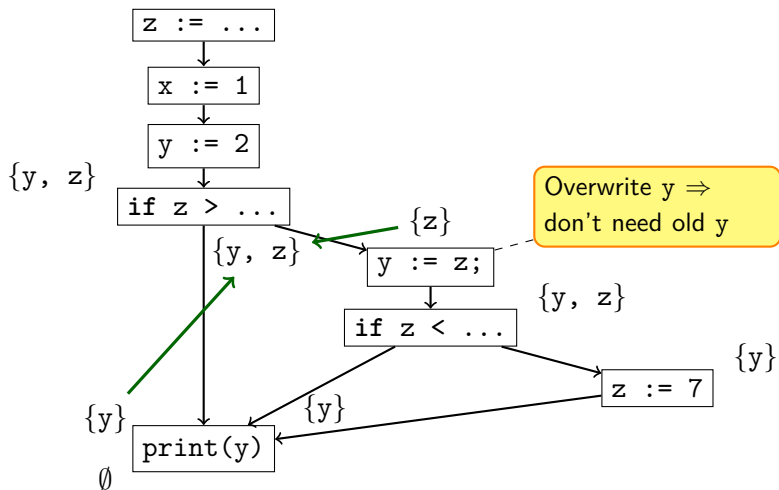 z := ...
x := 1
y := 2
{y, z}
if z > ...
Overwrite y ⇒
don't need old y
{z}
{y, z}
y := z;
{y, z}
if z < ...
{y}
z := 7
{y}
{y}
print(y)
∅